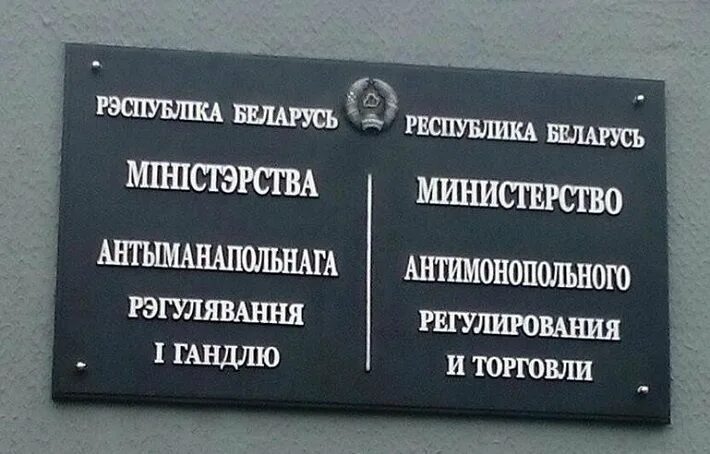 РЭСПУБЛІКА БЕЛАРУСЬ
МІНІСТЭРСТВА
АНТЫМАНАПОЛЬНАГА
РЭГУЛЯВАННЯ
І ГАНДЛЮ
РЕСПУБЛИКА БЕЛАРУСЬ
МИНИСТЕРСТВО
АНТИМОНОПОЛЬНОГО
РЕГУЛИРОВАНИЯ
И ТОРГОВЛИ